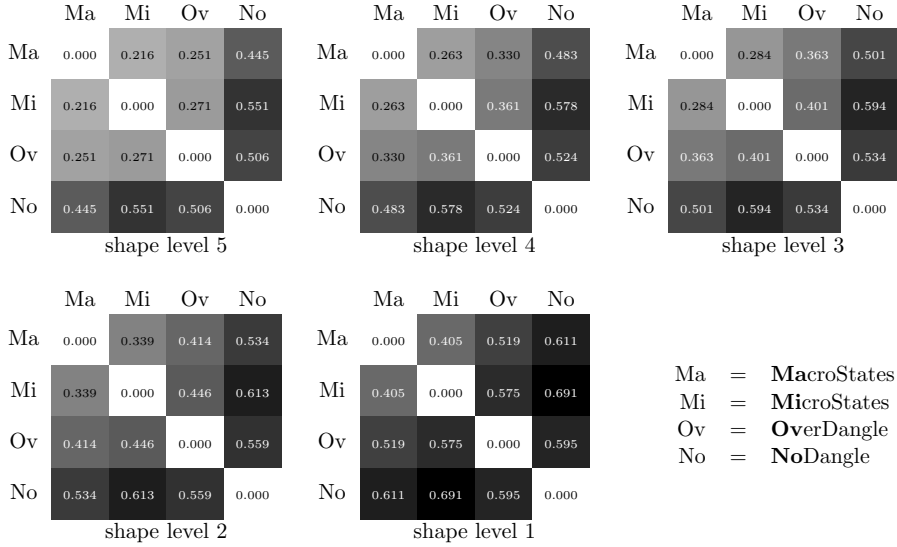 Ma Mi Ov No Ma Mi Ov No Ma Mi Ov No
Ma 0.000 0.216 0.251 0.445 Ma 0.000 0.263 0.330 0.483 Ma 0.000 0.284 0.363 0.501
Mi 0.216 0.000 0.271 0.551 Mi 0.263 0.000 0.361 0.578 Mi 0.284 0.000 0.401 0.594
Ov 0.251 0.271 0.000 0.506 Ov 0.330 0.361 0.000 0.524 Ov 0.363 0.401 0.000 0.534
No 0.445 0.551 0.506 0.000 No 0.483 0.578 0.524 0.000 No 0.501 0.594 0.534 0.000
shape level 5 shape level 4 shape level 3
Ma Mi Ov No Ma Mi Ov No
Ma 0.000 0.339 0.414 0.534 Ma 0.000 0.405 0.519 0.611
Mi 0.339 0.000 0.446 0.613 Mi 0.405 0.000 0.575 0.691
Ov 0.414 0.446 0.000 0.559 Ov 0.519 0.575 0.000 0.595
No 0.534 0.613 0.559 0.000 No 0.611 0.691 0.595 0.000
shape level 2 shape level 1
Ma = MacroStates
Mi = MicroStates
Ov = OverDangle
No = NoDangle